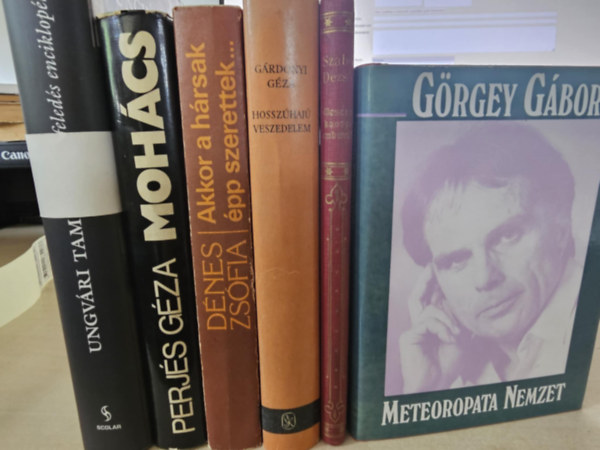 feledés enciklopé
UNGVÁRI TAM
SCOLAR
PERJÉS GÉZA MOHÁCS
DÉNES
ZSÓFIA
Akkor a hársak
épp szerettek...
GÁRDONYI
GÉZA
HOSSZÚHAJÚ
VESZEDELEM
GÖRGEY GÁBOR
METEOROPATA NEMZET
Canon